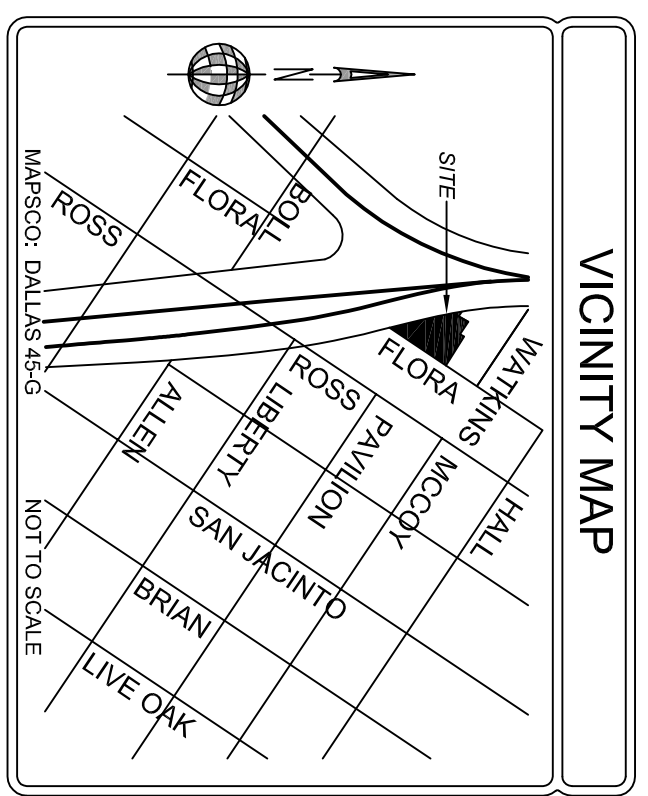 VICINITY MAP
N
SITE
WATKINS
FLORA
HALL
MCCOY
PAVILION
ROSS
LIBERTY
ALLEN
BOLL
FLORA
ROSS
SAN JACINTO
BRIAN
LIVE OAK
MAPSCO: DALLAS 45-G
NOT TO SCALE